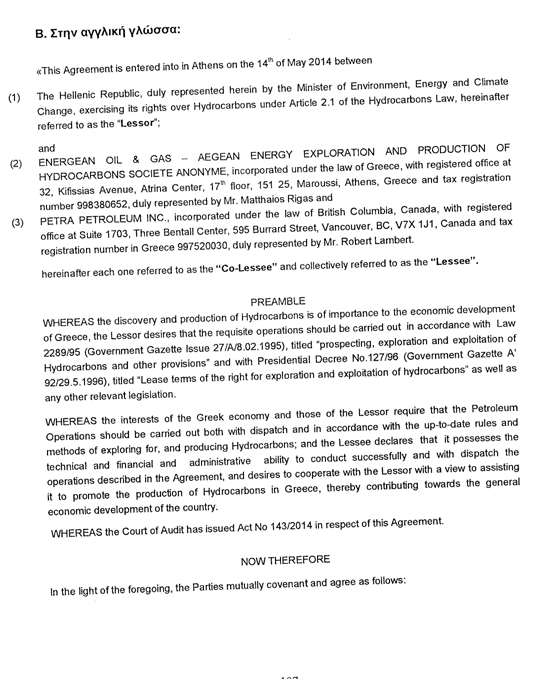 Β. Στην αγγλική γλώσσα:
«This Agreement is entered into in Athens on the 14th of May 2014 between
(1) The Hellenic Republic, duly represented herein by the Minister of Environment, Energy and Climate
Change, exercising its rights over Hydrocarbons under Article 2.1 of the Hydrocarbons Law, hereinafter
referred to as the "Lessor";
and
(2) ENERGEAN OIL & GAS – AEGEAN ENERGY EXPLORATION AND PRODUCTION OF
HYDROCARBONS SOCIETE ANONYME, incorporated under the law of Greece, with registered office at
32, Kifissias Avenue, Atrina Center, 17th floor, 151 25, Maroussi, Athens, Greece and tax registration
number 998380652, duly represented by Mr. Matthaios Rigas and
(3) PETRA PETROLEUM INC., incorporated under the law of British Columbia, Canada, with registered
office at Suite 1703, Three Bentall Center, 595 Burrard Street, Vancouver, BC, V7X 1J1, Canada and tax
registration number in Greece 997520030, duly represented by Mr. Robert Lambert.
hereinafter each one referred to as the "Co-Lessee" and collectively referred to as the "Lessee".
PREAMBLE
WHEREAS the discovery and production of Hydrocarbons is of importance to the economic development
of Greece, the Lessor desires that the requisite operations should be carried out in accordance with Law
2289/95 (Government Gazette Issue 27/A/8.02.1995), titled "prospecting, exploration and exploitation of
Hydrocarbons and other provisions" and with Presidential Decree No.127/96 (Government Gazette A'
92/29.5.1996), titled "Lease terms of the right for exploration and exploitation of hydrocarbons" as well as
any other relevant legislation.
WHEREAS the interests of the Greek economy and those of the Lessor require that the Petroleum
Operations should be carried out both with dispatch and in accordance with the up-to-date rules and
methods of exploring for, and producing Hydrocarbons; and the Lessee declares that it possesses the
technical and financial and administrative ability to conduct successfully and with dispatch the
operations described in the Agreement, and desires to cooperate with the Lessor with a view to assisting
it to promote the production of Hydrocarbons in Greece, thereby contributing towards the general
economic development of the country.
WHEREAS the Court of Audit has issued Act No 143/2014 in respect of this Agreement.
NOW THEREFORE
In the light of the foregoing, the Parties mutually covenant and agree as follows: